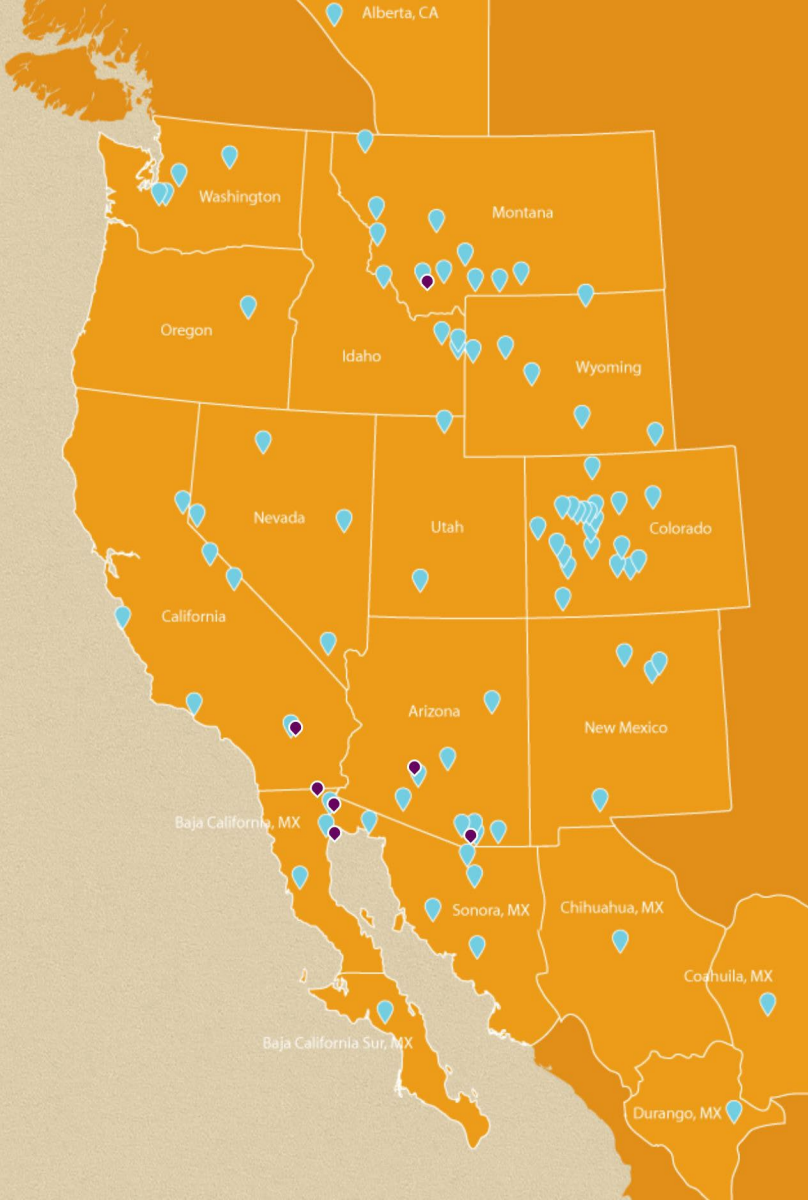 Alberta, CA
Washington
Montana
Oregon
Idaho
Wyoming
Nevada
Utah
Colorado
California
Arizona
New Mexico
Baja California, MX
Sonora, MX
Chihuahua, MX
Coahuila, MX
Baja California Sur, MX
Durango, MX